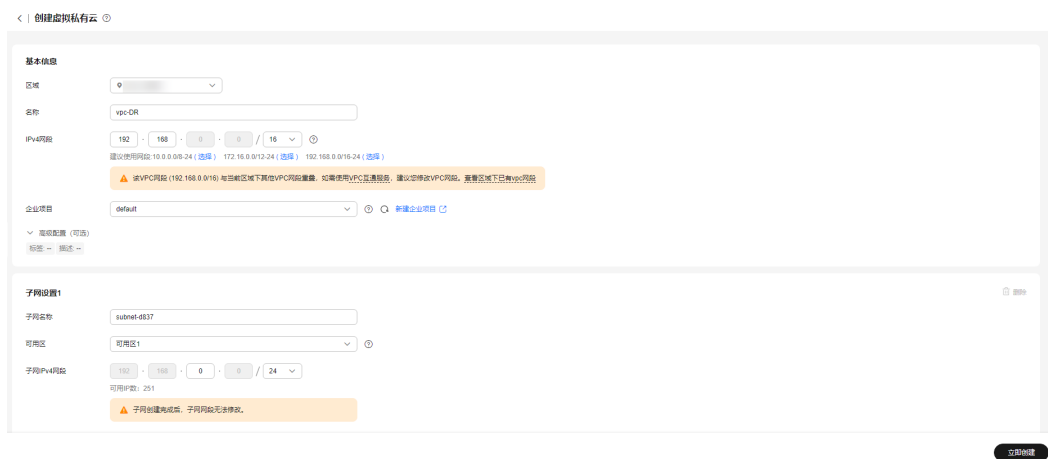 创建虚拟私有云
基本信息
区域
名称 vpc-DR
IPv4网段 192 · 168 · 0 · 0 / 16
建议使用网段:10.0.0.0/8-24 ( 选择 ) 172.16.0.0/12-24 ( 选择 ) 192.168.0.0/16-24 ( 选择 )
该VPC网段 (192.168.0.0/16) 与当前区域下其他VPC网段重叠，如需使用VPC互通服务，建议您修改VPC网段。查看区域下已有vpc网段
企业项目 default 新建企业项目
高级配置（可选）
标签: -- 描述: --
子网设置1 删除
子网名称 subnet-d837
可用区 可用区1
子网IPv4网段 192 · 168 · 0 · 0 / 24
可用IP数：251
子网创建完成后，子网网段无法修改。
立即创建